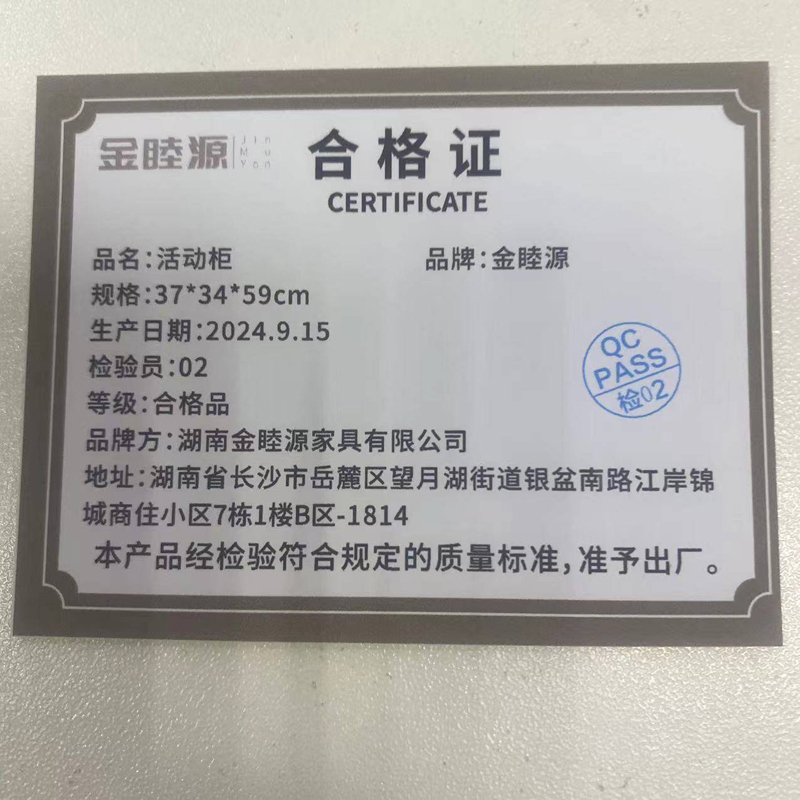 金睦源 Jin Mu Yan 合格证
CERTIFICATE
品名:活动柜 品牌:金睦源
规格:37*34*59cm
生产日期:2024.9.15
检验员:02
等级:合格品
品牌方:湖南金睦源家具有限公司
地址:湖南省长沙市岳麓区望月湖街道银盆南路江岸锦
城商住小区7栋1楼B区-1814
本产品经检验符合规定的质量标准,准予出厂。
QC
PASS
检02